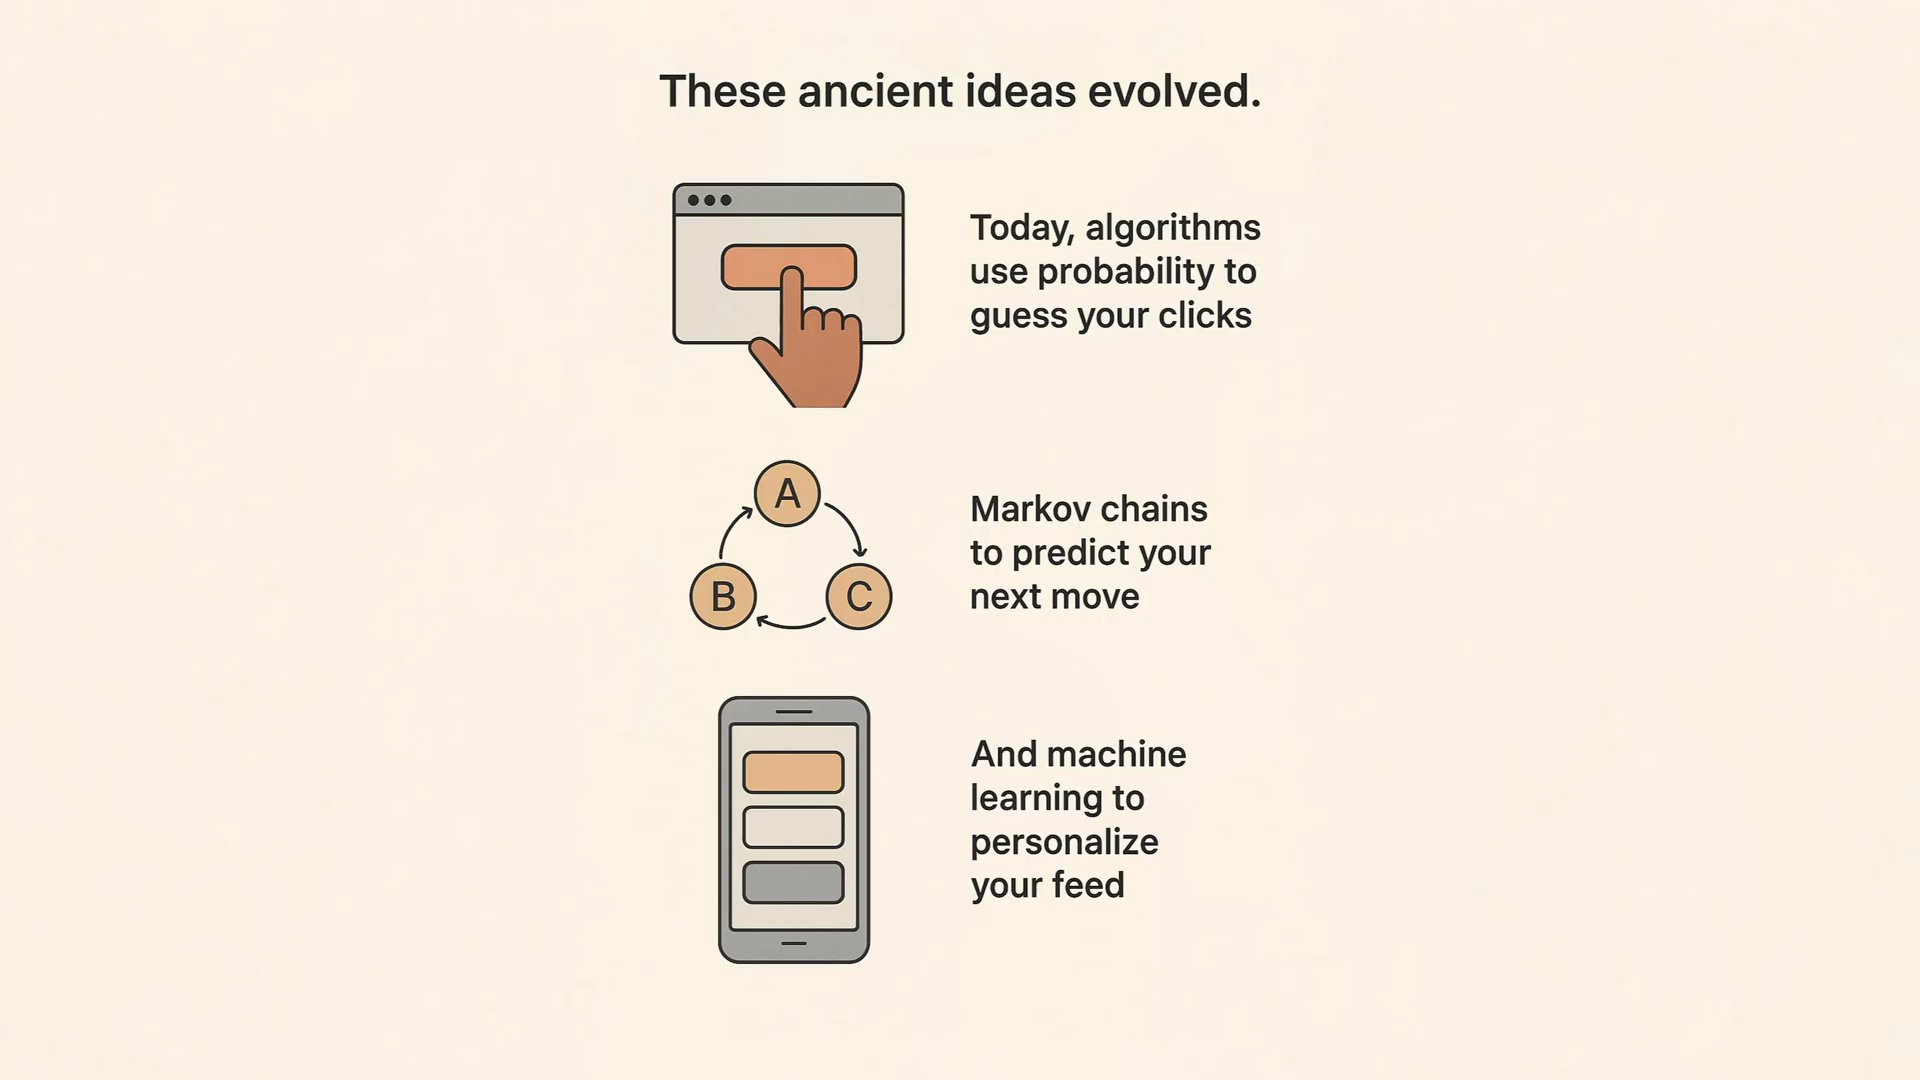 These ancient ideas evolved.
Today, algorithms
use probability to
guess your clicks
A
B
C
Markov chains
to predict your
next move
And machine
learning to
personalize
your feed